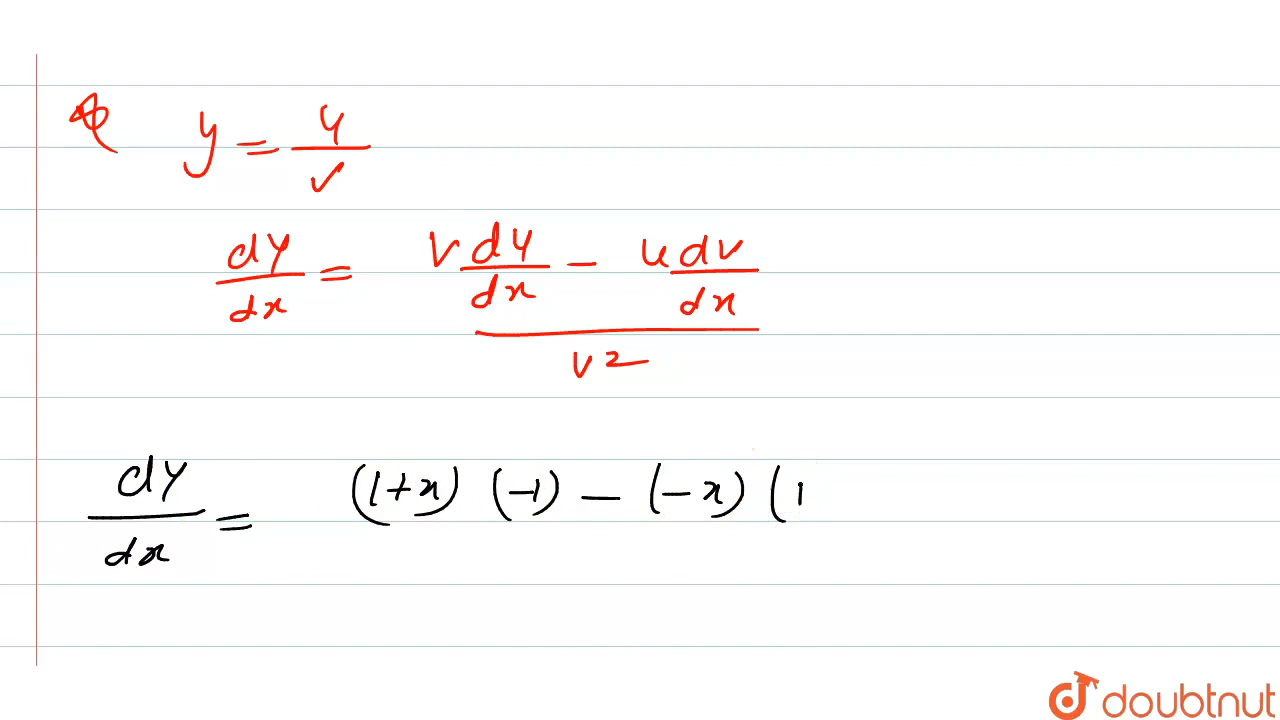 y = u/v
dy/dx = (v du/dx - u dv/dx)/v2
dy/dx = (1+x) (-1) - (-x) (1
doubtnut